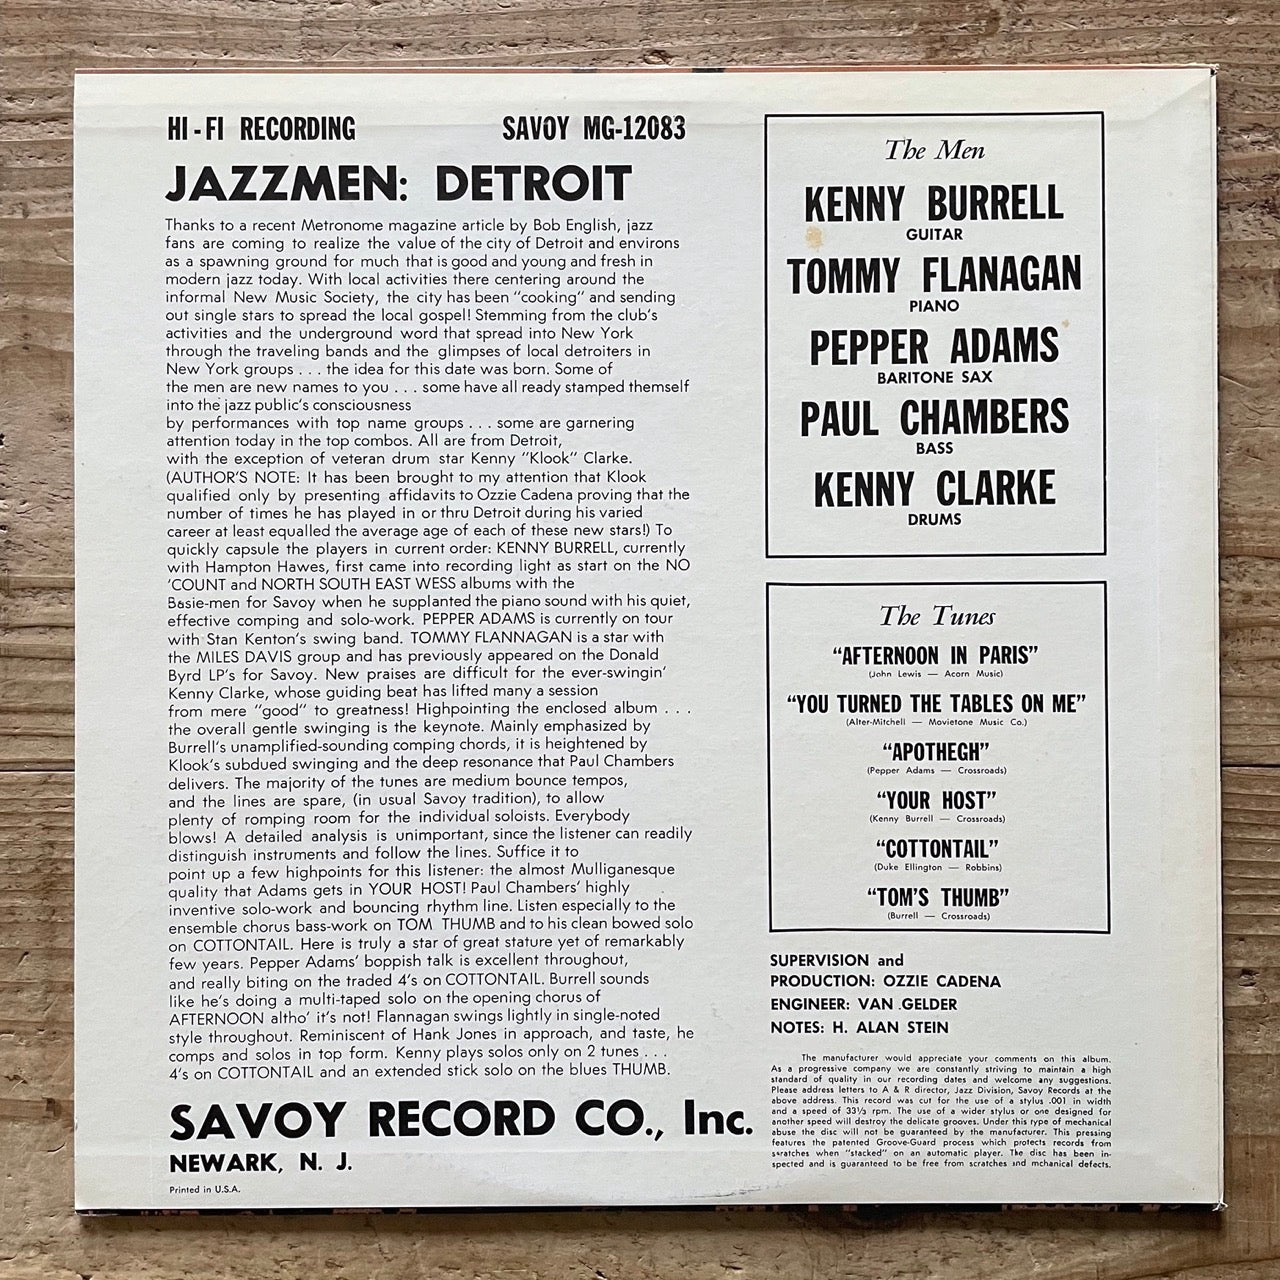 HI-FI RECORDING SAVOY MG-12083
JAZZMEN: DETROIT
Thanks to a recent Metronome magazine article by Bob English, jazz
fans are coming to realize the value of the city of Detroit and environs
as a spawning ground for much that is good and young and fresh in
modern jazz today. With local activities there centering around the
informal New Music Society, the city has been "cooking" and sending
out single stars to spread the local gospel! Stemming from the club's
activities and the underground word that spread into New York
through the traveling bands and the glimpses of local detroiters in
New York groups . . . the idea for this date was born. Some of
the men are new names to you . . . some have all ready stamped themself
into the jazz public's consciousness
by performances with top name groups . . . some are garnering
attention today in the top combos. All are from Detroit,
with the exception of veteran drum star Kenny "Klook" Clarke.
(AUTHOR'S NOTE: It has been brought to my attention that Klook
qualified only by presenting affidavits to Ozzie Cadena proving that the
number of times he has played in or thru Detroit during his varied
career at least equalled the average age of each of these new stars!) To
quickly capsule the players in current order: KENNY BURRELL, currently
with Hampton Hawes, first came into recording light as start on the NO
'COUNT and NORTH SOUTH EAST WESS albums with the
Basie-men for Savoy when he supplanted the piano sound with his quiet,
effective comping and solo-work. PEPPER ADAMS is currently on tour
with Stan Kenton's swing band. TOMMY FLANNAGAN is a star with
the MILES DAVIS group and has previously appeared on the Donald
Byrd LP's for Savoy. New praises are difficult for the ever-swingin'
Kenny Clarke, whose guiding beat has lifted many a session
from mere "good" to greatness! Highpointing the enclosed album . . .
the overall gentle swinging is the keynote. Mainly emphasized by
Burrell's unamplified-sounding comping chords, it is heightened by
Klook's subdued swinging and the deep resonance that Paul Chambers
delivers. The majority of the tunes are medium bounce tempos,
and the lines are spare, (in usual Savoy tradition), to allow
plenty of romping room for the individual soloists. Everybody
blows! A detailed analysis is unimportant, since the listener can readily
distinguish instruments and follow the lines. Suffice it to
point up a few highpoints for this listener: the almost Mulliganesque
quality that Adams gets in YOUR HOST! Paul Chambers' highly
inventive solo-work and bouncing rhythm line. Listen especially to the
ensemble chorus bass-work on TOM THUMB and to his clean bowed solo
on COTTONTAIL. Here is truly a star of great stature yet of remarkably
few years. Pepper Adams' boppish talk is excellent throughout,
and really biting on the traded 4's on COTTONTAIL. Burrell sounds
like he's doing a multi-taped solo on the opening chorus of
AFTERNOON altho' it's not! Flannagan swings lightly in single-noted
style throughout. Reminiscent of Hank Jones in approach, and taste, he
comps and solos in top form. Kenny plays solos only on 2 tunes . . .
4's on COTTONTAIL and an extended stick solo on the blues THUMB.
SAVOY RECORD CO., Inc.
NEWARK, N. J.
Printed in U.S.A.
The Men
KENNY BURRELL
GUITAR
TOMMY FLANAGAN
PIANO
PEPPER ADAMS
BARITONE SAX
PAUL CHAMBERS
BASS
KENNY CLARKE
DRUMS
The Tunes
"AFTERNOON IN PARIS"
(John Lewis — Acorn Music)
"YOU TURNED THE TABLES ON ME"
(Alter-Mitchell — Movietone Music Co.)
"APOTHEGH"
(Pepper Adams — Crossroads)
"YOUR HOST"
(Kenny Burrell — Crossroads)
"COTTONTAIL"
(Duke Ellington — Robbins)
"TOM'S THUMB"
(Burrell — Crossroads)
SUPERVISION and
PRODUCTION: OZZIE CADENA
ENGINEER: VAN GELDER
NOTES: H. ALAN STEIN
The manufacturer would appreciate your comments on this album.
As a progressive company we are constantly striving to maintain a high
standard of quality in our recording dates and welcome any suggestions.
Please address letters to A & R director, Jazz Division, Savoy Records at the
above address. This record was cut for the use of a stylus .001 in width
and a speed of 33⅓ rpm. The use of a wider stylus or one designed for
another speed will destroy the delicate grooves. Under this type of mechanical
abuse the disc will not be guaranteed by the manufacturer. This pressing
features the patented Groove-Guard process which protects records from
scratches when "stacked" on an automatic player. The disc has been in-
spected and is guaranteed to be free from scratches and mchanical defects.